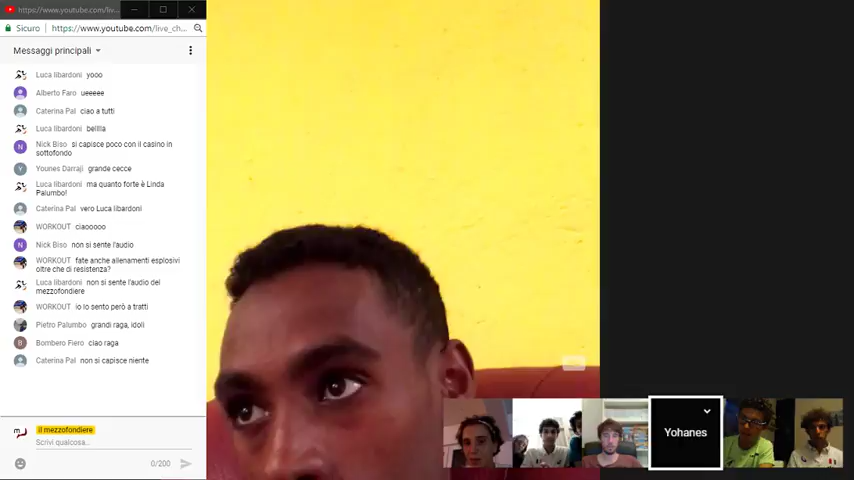 https://www.youtube.com/liv...
Sicuro
https://www.youtube.com/live_ch...
Messaggi principali
Luca libardoni yooo
Alberto Faro ueeeee
Caterina Pal ciao a tutti
Luca libardoni bellla
Nick Biso si capisce poco con il casino in
sottofondo
Younes Darraji grande cecce
Luca libardoni ma quanto forte è Linda
Palumbo!
Caterina Pal vero Luca libardoni
WORKOUT ciaooooo
Nick Biso non si sente l'audio
WORKOUT fate anche allenamenti esplosivi
oltre che di resistenza?
Luca libardoni non si sente l'audio del
mezzofondiere
WORKOUT io lo sento però a tratti
Pietro Palumbo grandi raga, idoli
Bombero Fiero ciao raga
Caterina Pal non si capisce niente
il mezzofondiere
Scrivi qualcosa...
0/200
Yohanes